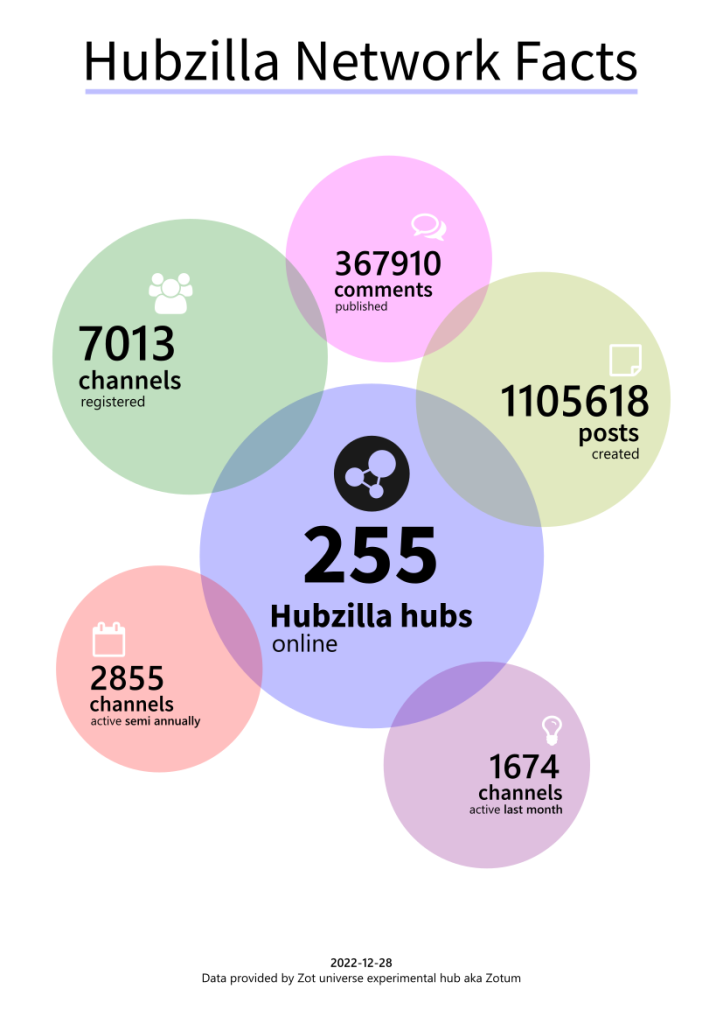 Hubzilla Network Facts
367910
comments
published
7013
channels
registered
1105618
posts
created
255
Hubzilla hubs
online
2855
channels
active semi annually
1674
channels
active last month
2022-12-28
Data provided by Zot universe experimental hub aka Zotum